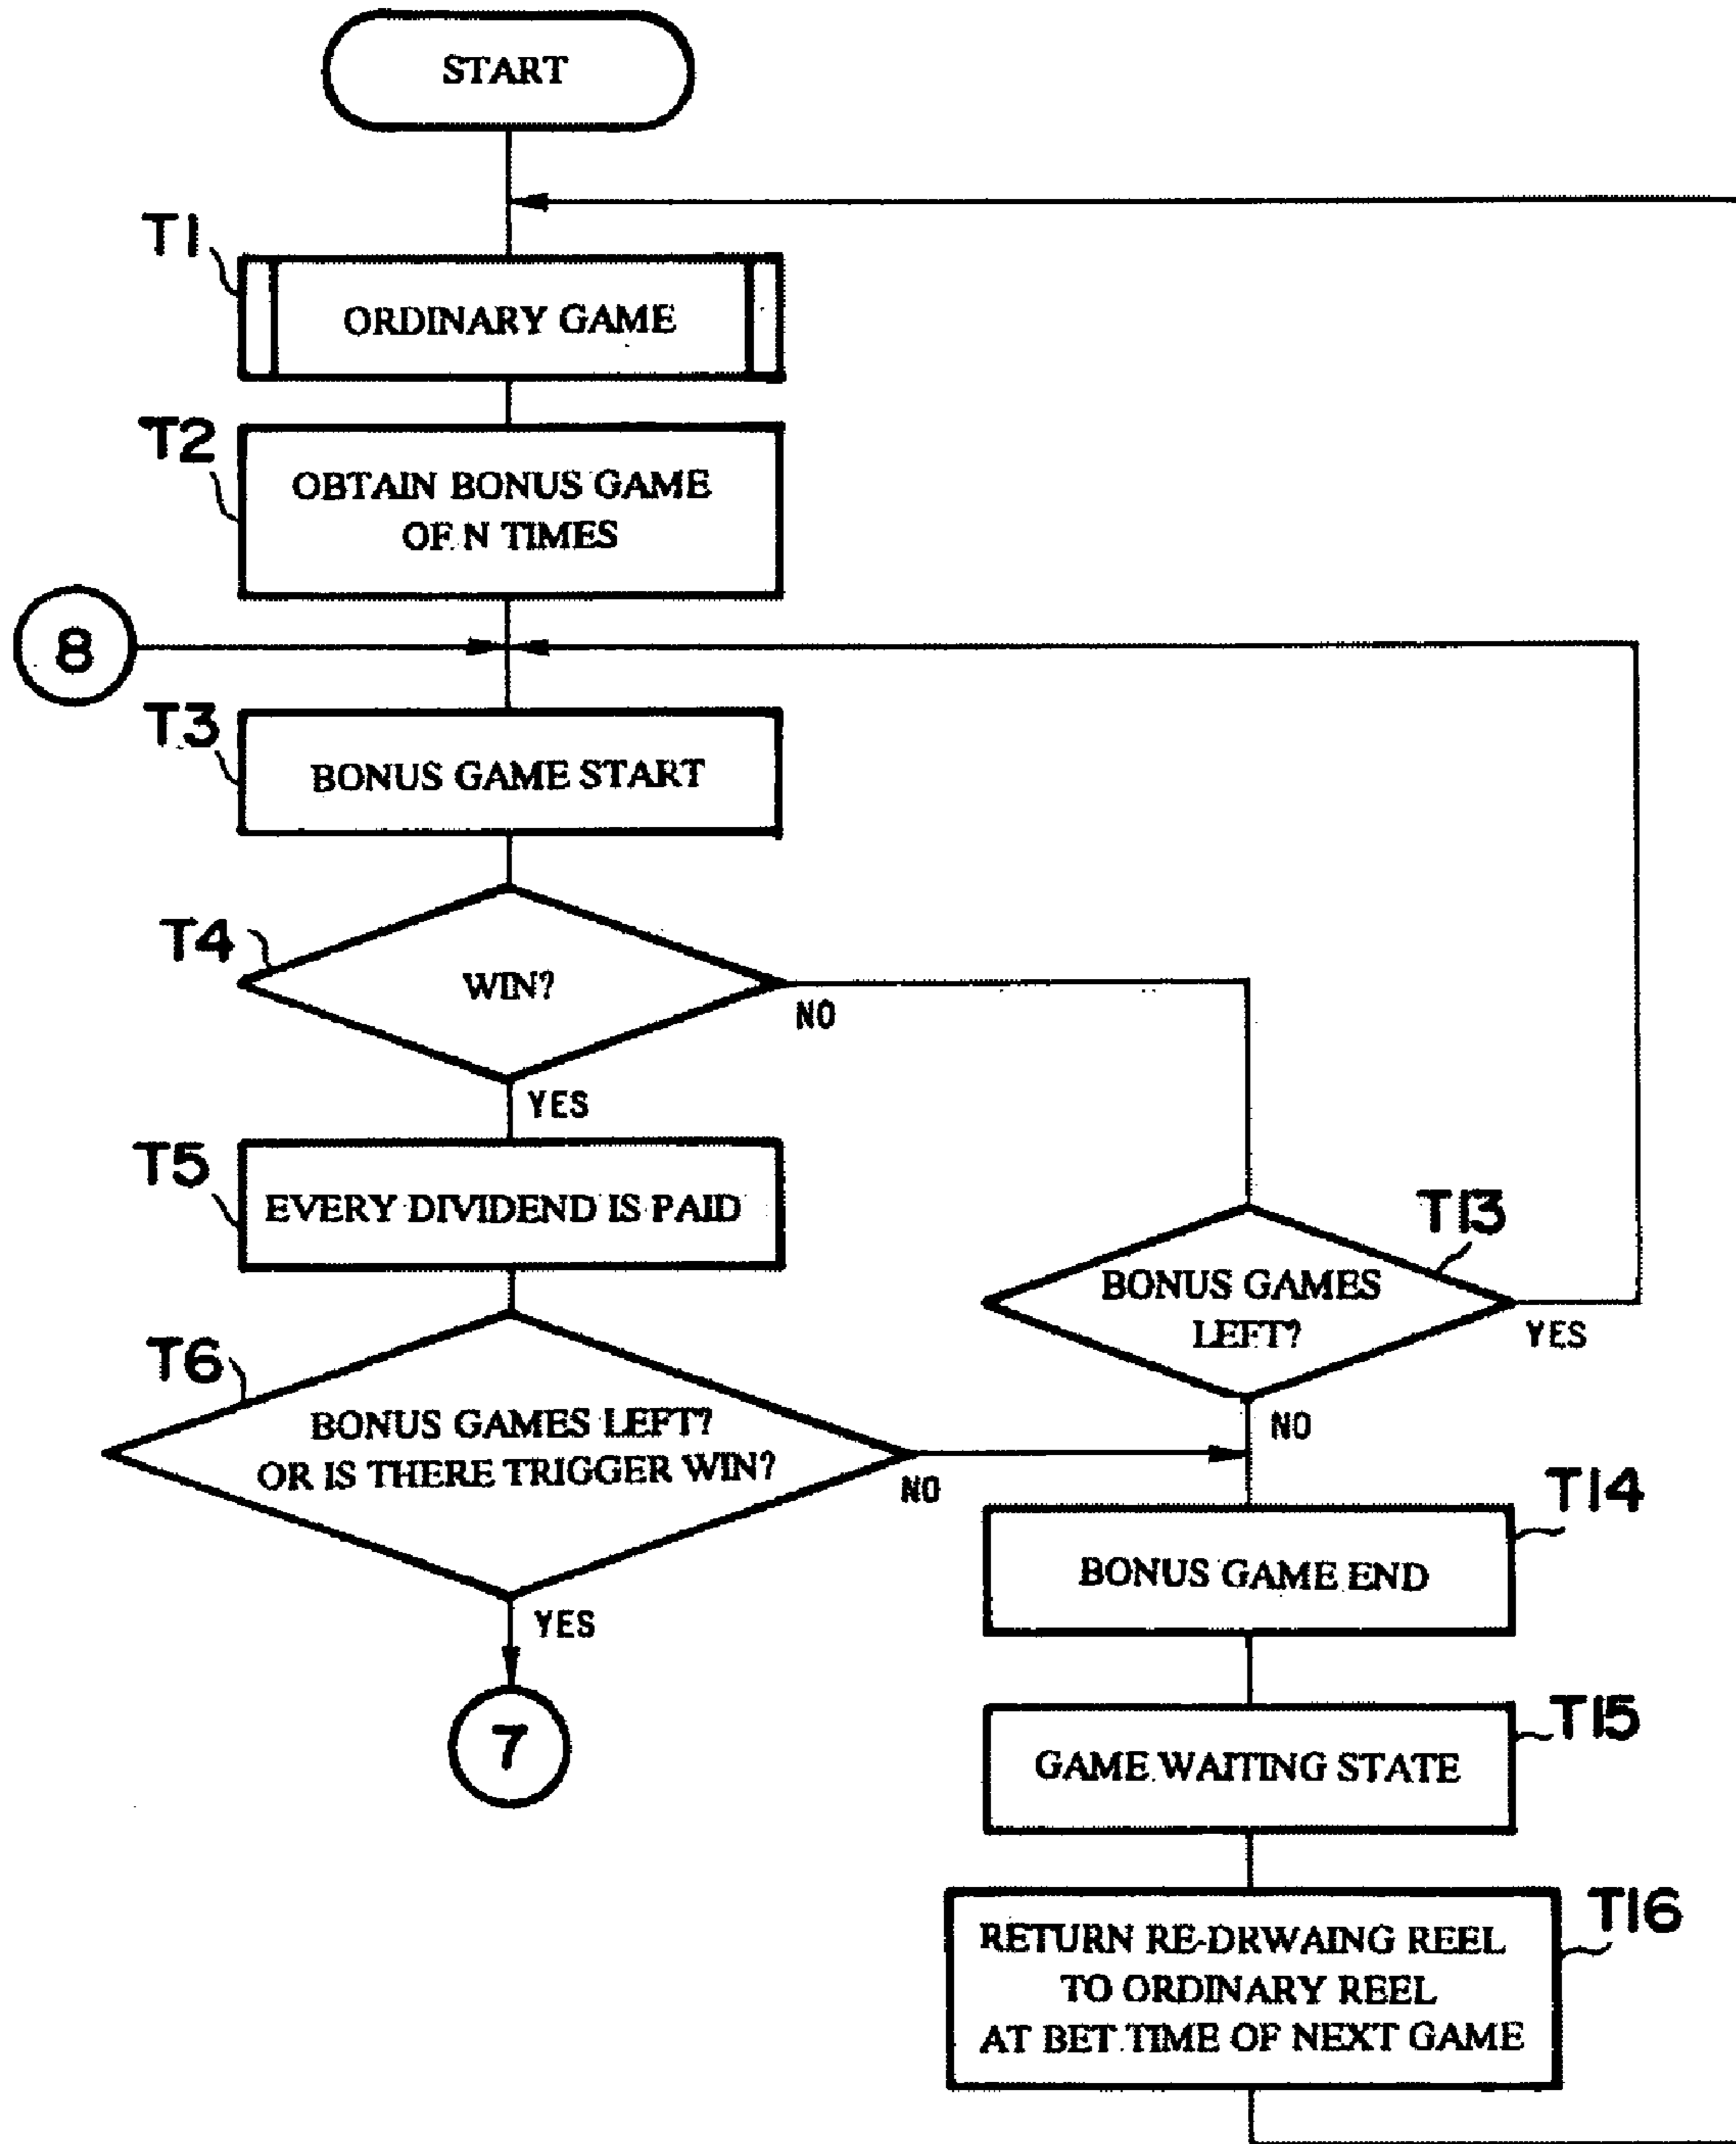 START
T1
ORDINARY GAME
T2
OBTAIN BONUS GAME
OF N TIMES
8
T3
BONUS GAME START
T4
WIN?
NO
YES
T5
EVERY DIVIDEND IS PAID
T13
BONUS GAMES
LEFT?
YES
NO
T6
BONUS GAMES LEFT?
OR IS THERE TRIGGER WIN?
NO
YES
7
T14
BONUS GAME END
T15
GAME WAITING STATE
T16
RETURN RE-DRWAING REEL
TO ORDINARY REEL
AT BET TIME OF NEXT GAME